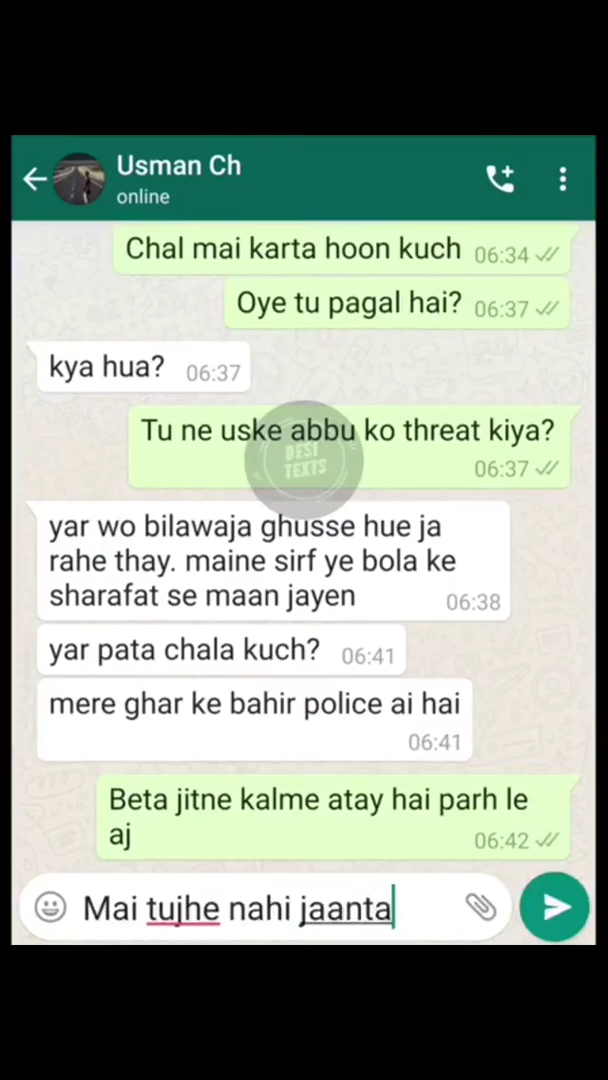 Usman Ch
online
Chal mai karta hoon kuch 06:34
Oye tu pagal hai? 06:37
kya hua? 06:37
Tu ne uske abbu ko threat kiya?
06:37
DESI
TEXTS
yar wo bilawaja ghusse hue ja
rahe thay. maine sirf ye bola ke
sharafat se maan jayen 06:38
yar pata chala kuch? 06:41
mere ghar ke bahir police ai hai
06:41
Beta jitne kalme atay hai parh le
aj 06:42
Mai tujhe nahi jaanta